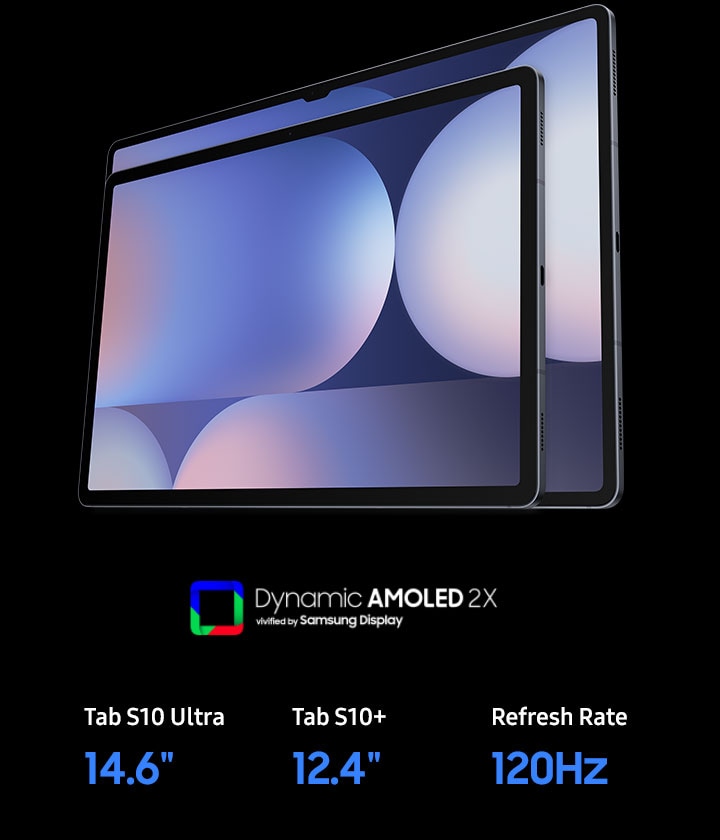 Dynamic AMOLED 2X
vivified by Samsung Display
Tab S10 Ultra
14.6"
Tab S10+
12.4"
Refresh Rate
120Hz